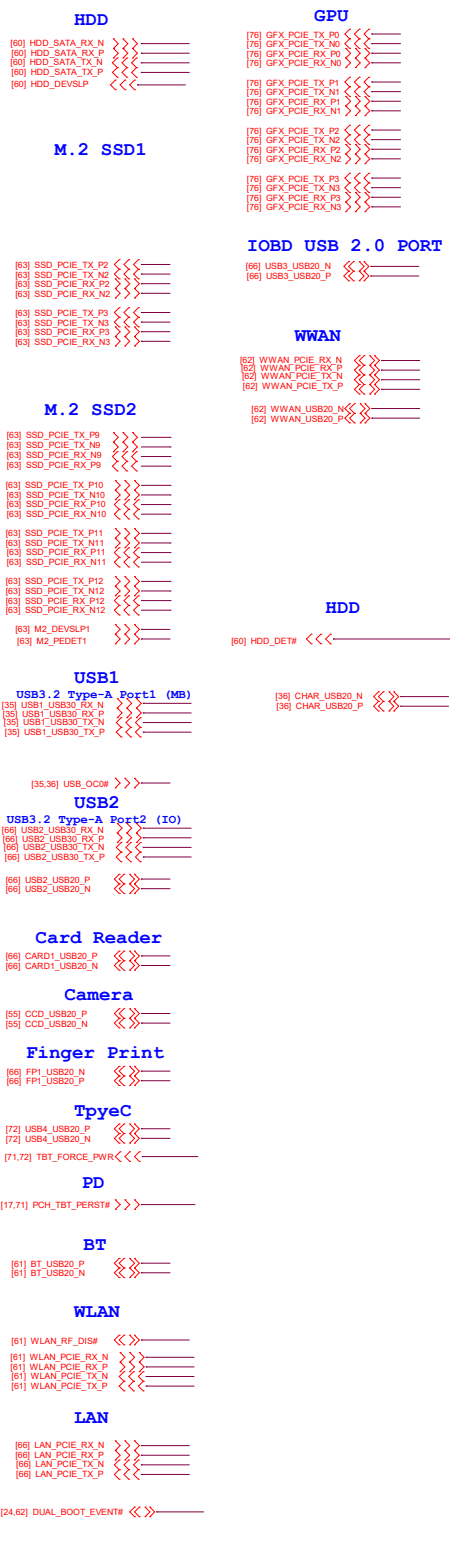 HDD
[60] HDD_SATA_RX_N
[60] HDD_SATA_RX_P
[60] HDD_SATA_TX_N
[60] HDD_SATA_TX_P
[60] HDD_DEVSLP
M.2 SSD1
[63] SSD_PCIE_TX_P2
[63] SSD_PCIE_TX_N2
[63] SSD_PCIE_RX_P2
[63] SSD_PCIE_RX_N2
[63] SSD_PCIE_TX_P3
[63] SSD_PCIE_TX_N3
[63] SSD_PCIE_RX_P3
[63] SSD_PCIE_RX_N3
M.2 SSD2
[63] SSD_PCIE_TX_P9
[63] SSD_PCIE_TX_N9
[63] SSD_PCIE_RX_N9
[63] SSD_PCIE_RX_P9
[63] SSD_PCIE_TX_P10
[63] SSD_PCIE_TX_N10
[63] SSD_PCIE_RX_P10
[63] SSD_PCIE_RX_N10
[63] SSD_PCIE_TX_P11
[63] SSD_PCIE_TX_N11
[63] SSD_PCIE_RX_P11
[63] SSD_PCIE_RX_N11
[63] SSD_PCIE_TX_P12
[63] SSD_PCIE_TX_N12
[63] SSD_PCIE_RX_P12
[63] SSD_PCIE_RX_N12
[63] M2_DEVSLP1
[63] M2_PEDET1
USB1
USB3.2 Type-A Port1 (MB)
[35] USB1_USB30_RX_N
[35] USB1_USB30_RX_P
[35] USB1_USB30_TX_N
[35] USB1_USB30_TX_P
[35,36] USB_OC0#
USB2
USB3.2 Type-A Port2 (IO)
[66] USB2_USB30_RX_N
[66] USB2_USB30_RX_P
[66] USB2_USB30_TX_N
[66] USB2_USB30_TX_P
[66] USB2_USB20_P
[66] USB2_USB20_N
Card Reader
[66] CARD1_USB20_P
[66] CARD1_USB20_N
Camera
[55] CCD_USB20_P
[55] CCD_USB20_N
Finger Print
[66] FP1_USB20_N
[66] FP1_USB20_P
TpyeC
[72] USB4_USB20_P
[72] USB4_USB20_N
[71,72] TBT_FORCE_PWR
PD
[17,71] PCH_TBT_PERST#
BT
[61] BT_USB20_P
[61] BT_USB20_N
WLAN
[61] WLAN_RF_DIS#
[61] WLAN_PCIE_RX_N
[61] WLAN_PCIE_RX_P
[61] WLAN_PCIE_TX_N
[61] WLAN_PCIE_TX_P
LAN
[66] LAN_PCIE_RX_N
[66] LAN_PCIE_RX_P
[66] LAN_PCIE_TX_N
[66] LAN_PCIE_TX_P
[24,62] DUAL_BOOT_EVENT#
GPU
[76] GFX_PCIE_TX_P0
[76] GFX_PCIE_TX_N0
[76] GFX_PCIE_RX_P0
[76] GFX_PCIE_RX_N0
[76] GFX_PCIE_TX_P1
[76] GFX_PCIE_TX_N1
[76] GFX_PCIE_RX_P1
[76] GFX_PCIE_RX_N1
[76] GFX_PCIE_TX_P2
[76] GFX_PCIE_TX_N2
[76] GFX_PCIE_RX_P2
[76] GFX_PCIE_RX_N2
[76] GFX_PCIE_TX_P3
[76] GFX_PCIE_TX_N3
[76] GFX_PCIE_RX_P3
[76] GFX_PCIE_RX_N3
IOBD USB 2.0 PORT
[66] USB3_USB20_N
[66] USB3_USB20_P
WWAN
[62] WWAN_PCIE_RX_N
[62] WWAN_PCIE_RX_P
[62] WWAN_PCIE_TX_N
[62] WWAN_PCIE_TX_P
[62] WWAN_USB20_N
[62] WWAN_USB20_P
HDD
[60] HDD_DET#
[36] CHAR_USB20_N
[36] CHAR_USB20_P